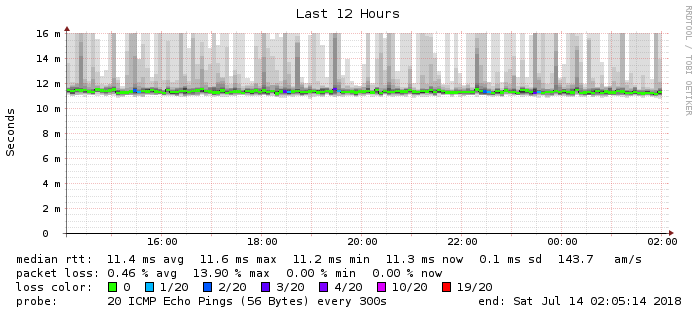 Last 12 Hours
RRDTOOL / TOBI OETIKER
Seconds
16 m
14 m
12 m
10 m
8 m
6 m
4 m
2 m
0
16:00 18:00 20:00 22:00 00:00 02:00
median rtt: 11.4 ms avg 11.6 ms max 11.2 ms min 11.3 ms now 0.1 ms sd 143.7 am/s
packet loss: 0.46 % avg 13.90 % max 0.00 % min 0.00 % now
loss color: 0 1/20 2/20 3/20 4/20 10/20 19/20
probe: 20 ICMP Echo Pings (56 Bytes) every 300s end: Sat Jul 14 02:05:14 2018